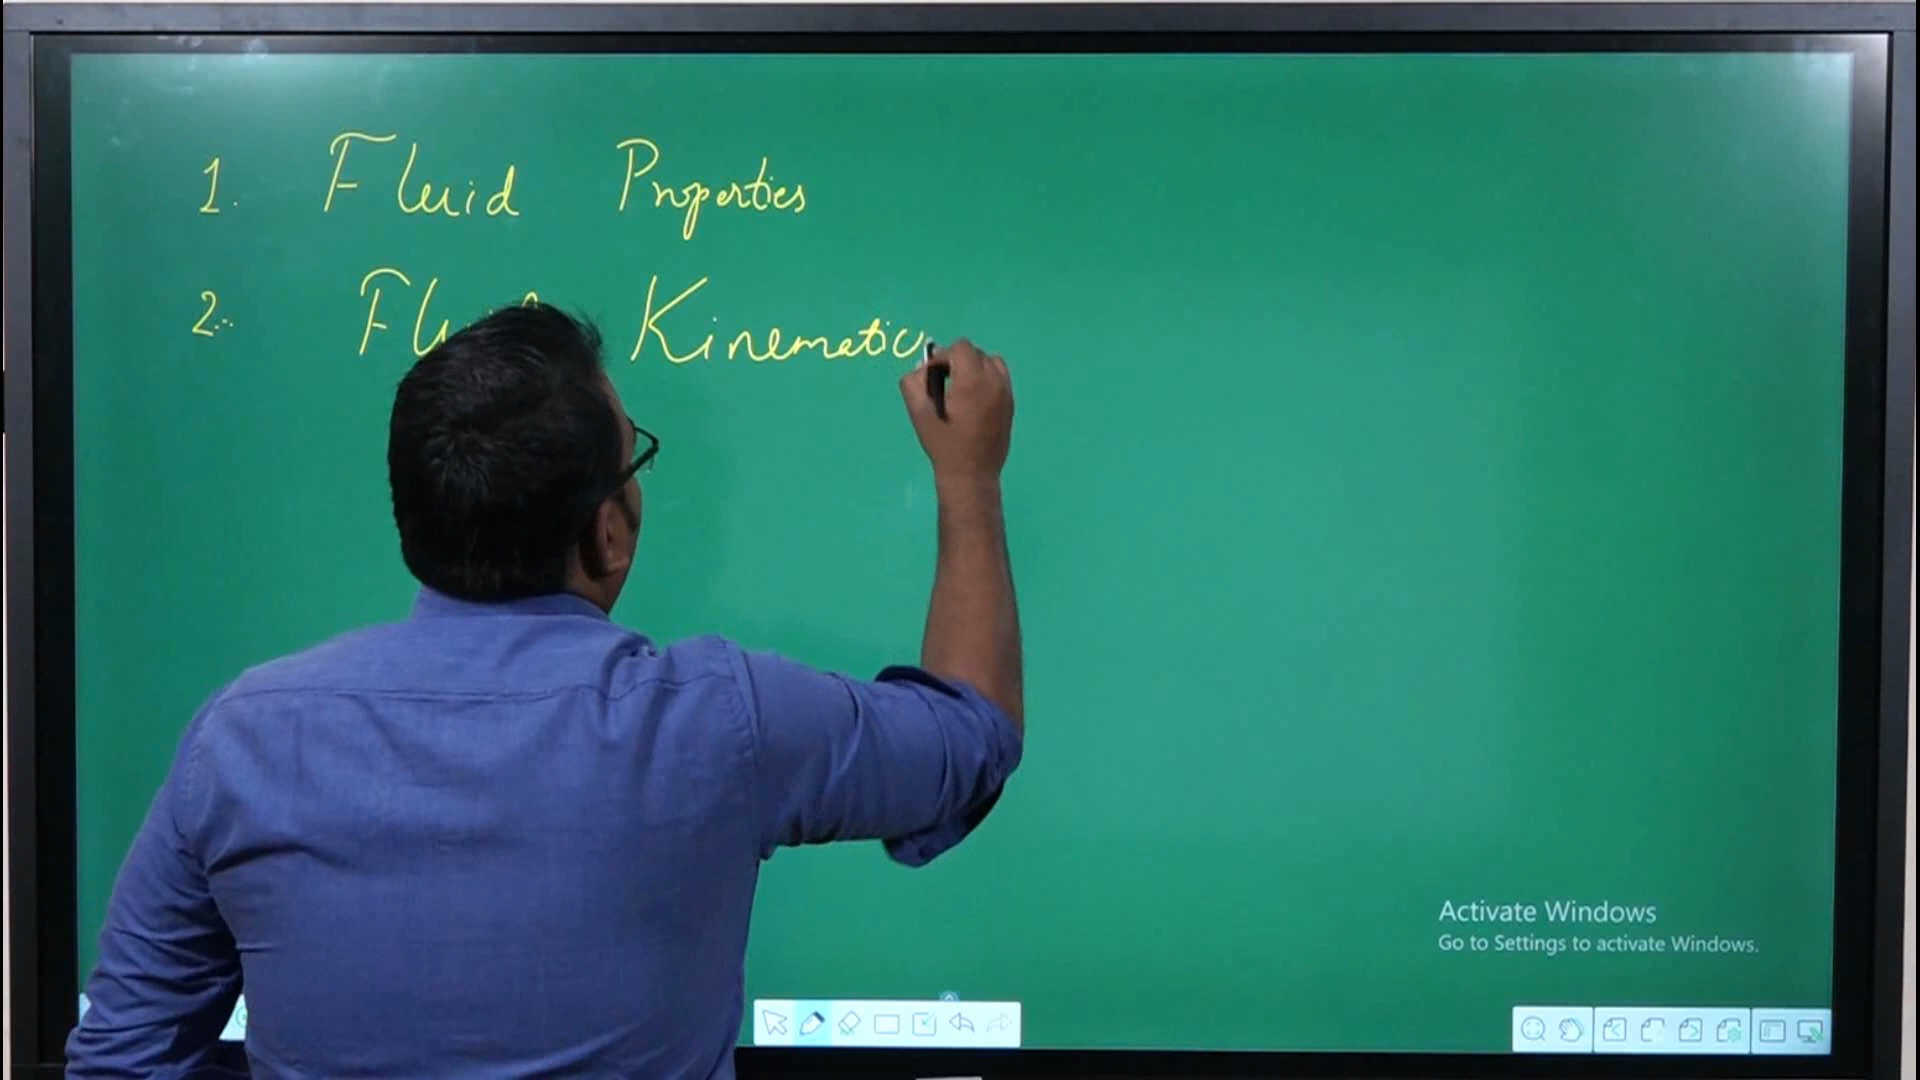 1. Fluid Properties
2. Kinematic
Activate Windows
Go to Settings to activate Windows.